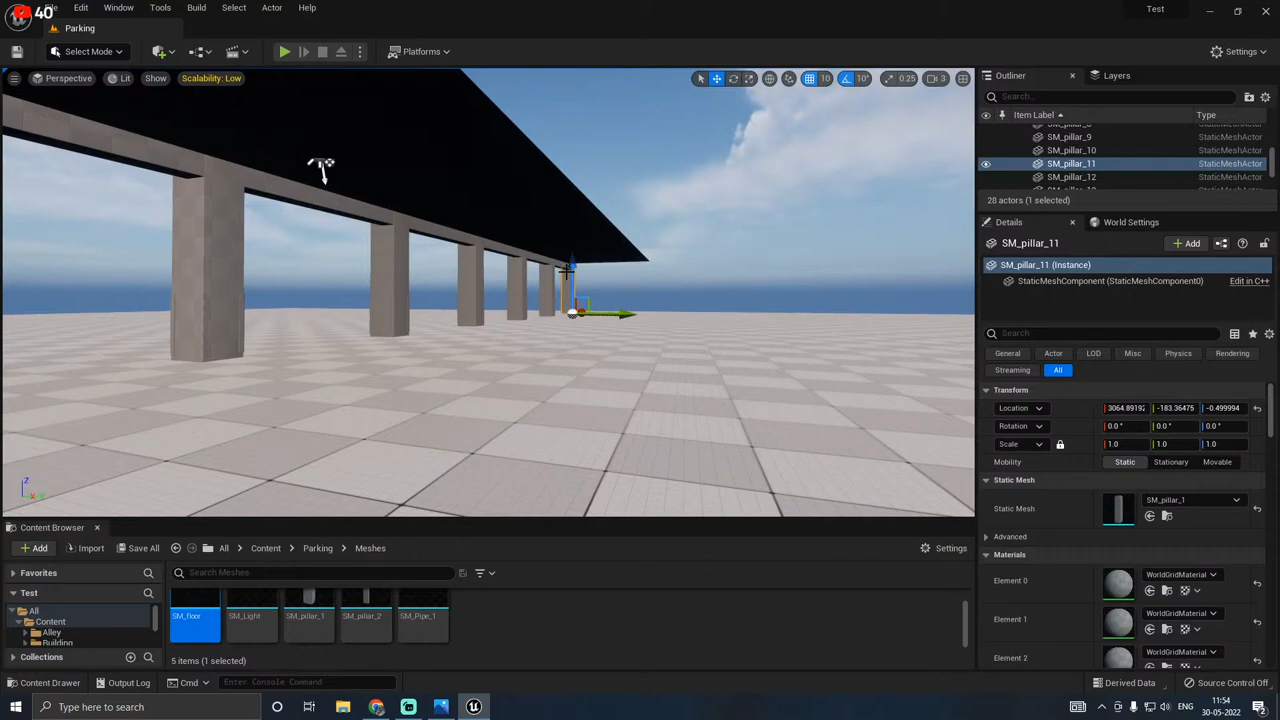 40
File Edit Window Tools Build Select Actor Help
Test
Parking
Select Mode
Platforms
Settings
Perspective
Lit
Show
Scalability: Low
10
10°
0.25
3
Outliner
Layers
Search...
Item Label
Type
SM_pillar_9 StaticMeshActor
SM_pillar_10 StaticMeshActor
SM_pillar_11 StaticMeshActor
SM_pillar_12 StaticMeshActor
28 actors (1 selected)
Details
World Settings
SM_pillar_11
Add
SM_pillar_11 (Instance)
StaticMeshComponent (StaticMeshComponent0)
Edit in C++
Search
General
Actor
LOD
Misc
Physics
Rendering
Streaming
All
Transform
Location 3064.89192 -183.36475 -0.499994
Rotation 0.0 ° 0.0 ° 0.0 °
Scale 1.0 1.0 1.0
Mobility Static Stationary Movable
Static Mesh
Static Mesh
SM_pillar_1
Advanced
Materials
Element 0
WorldGridMaterial
Element 1
WorldGridMaterial
Element 2
WorldGridMaterial
Z
Content Browser
Add
Import
Save All
All
Content
Parking
Meshes
Settings
Favorites
Search Meshes
Test
All
Content
Alley
Building
Collections
SM_floor
SM_Light
SM_pillar_1
SM_pillar_2
SM_Pipe_1
5 items (1 selected)
Content Drawer
Output Log
Cmd
Enter Console Command
Derived Data
Source Control Off
Type here to search
ENG
11:54
30-05-2022
2